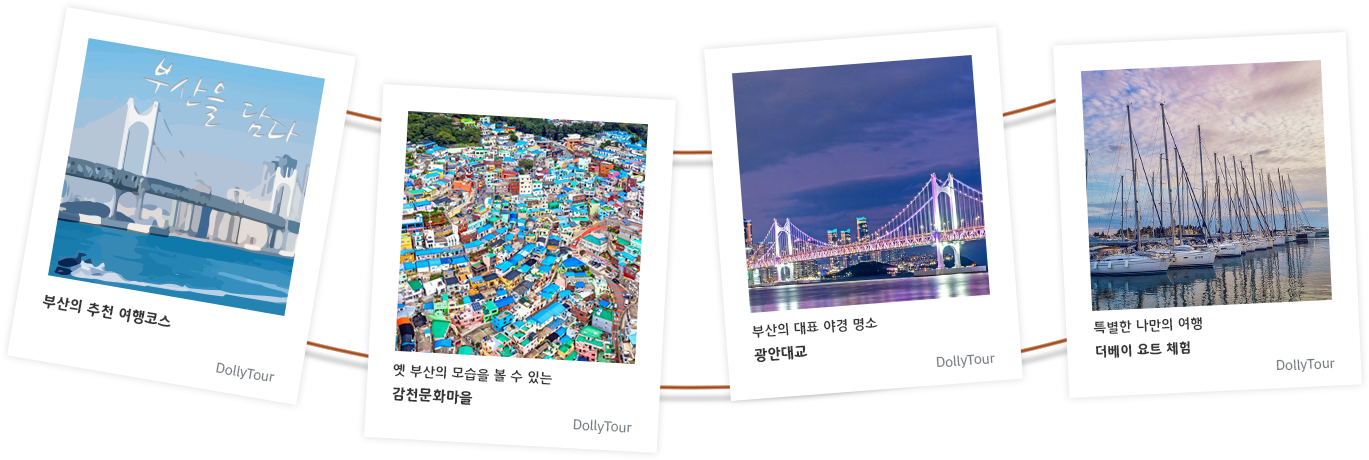 부산을 담다
부산의 추천 여행코스
DollyTour
옛 부산의 모습을 볼 수 있는
감천문화마을
DollyTour
부산의 대표 야경 명소
광안대교
DollyTour
특별한 나만의 여행
더베이 요트 체험
DollyTour